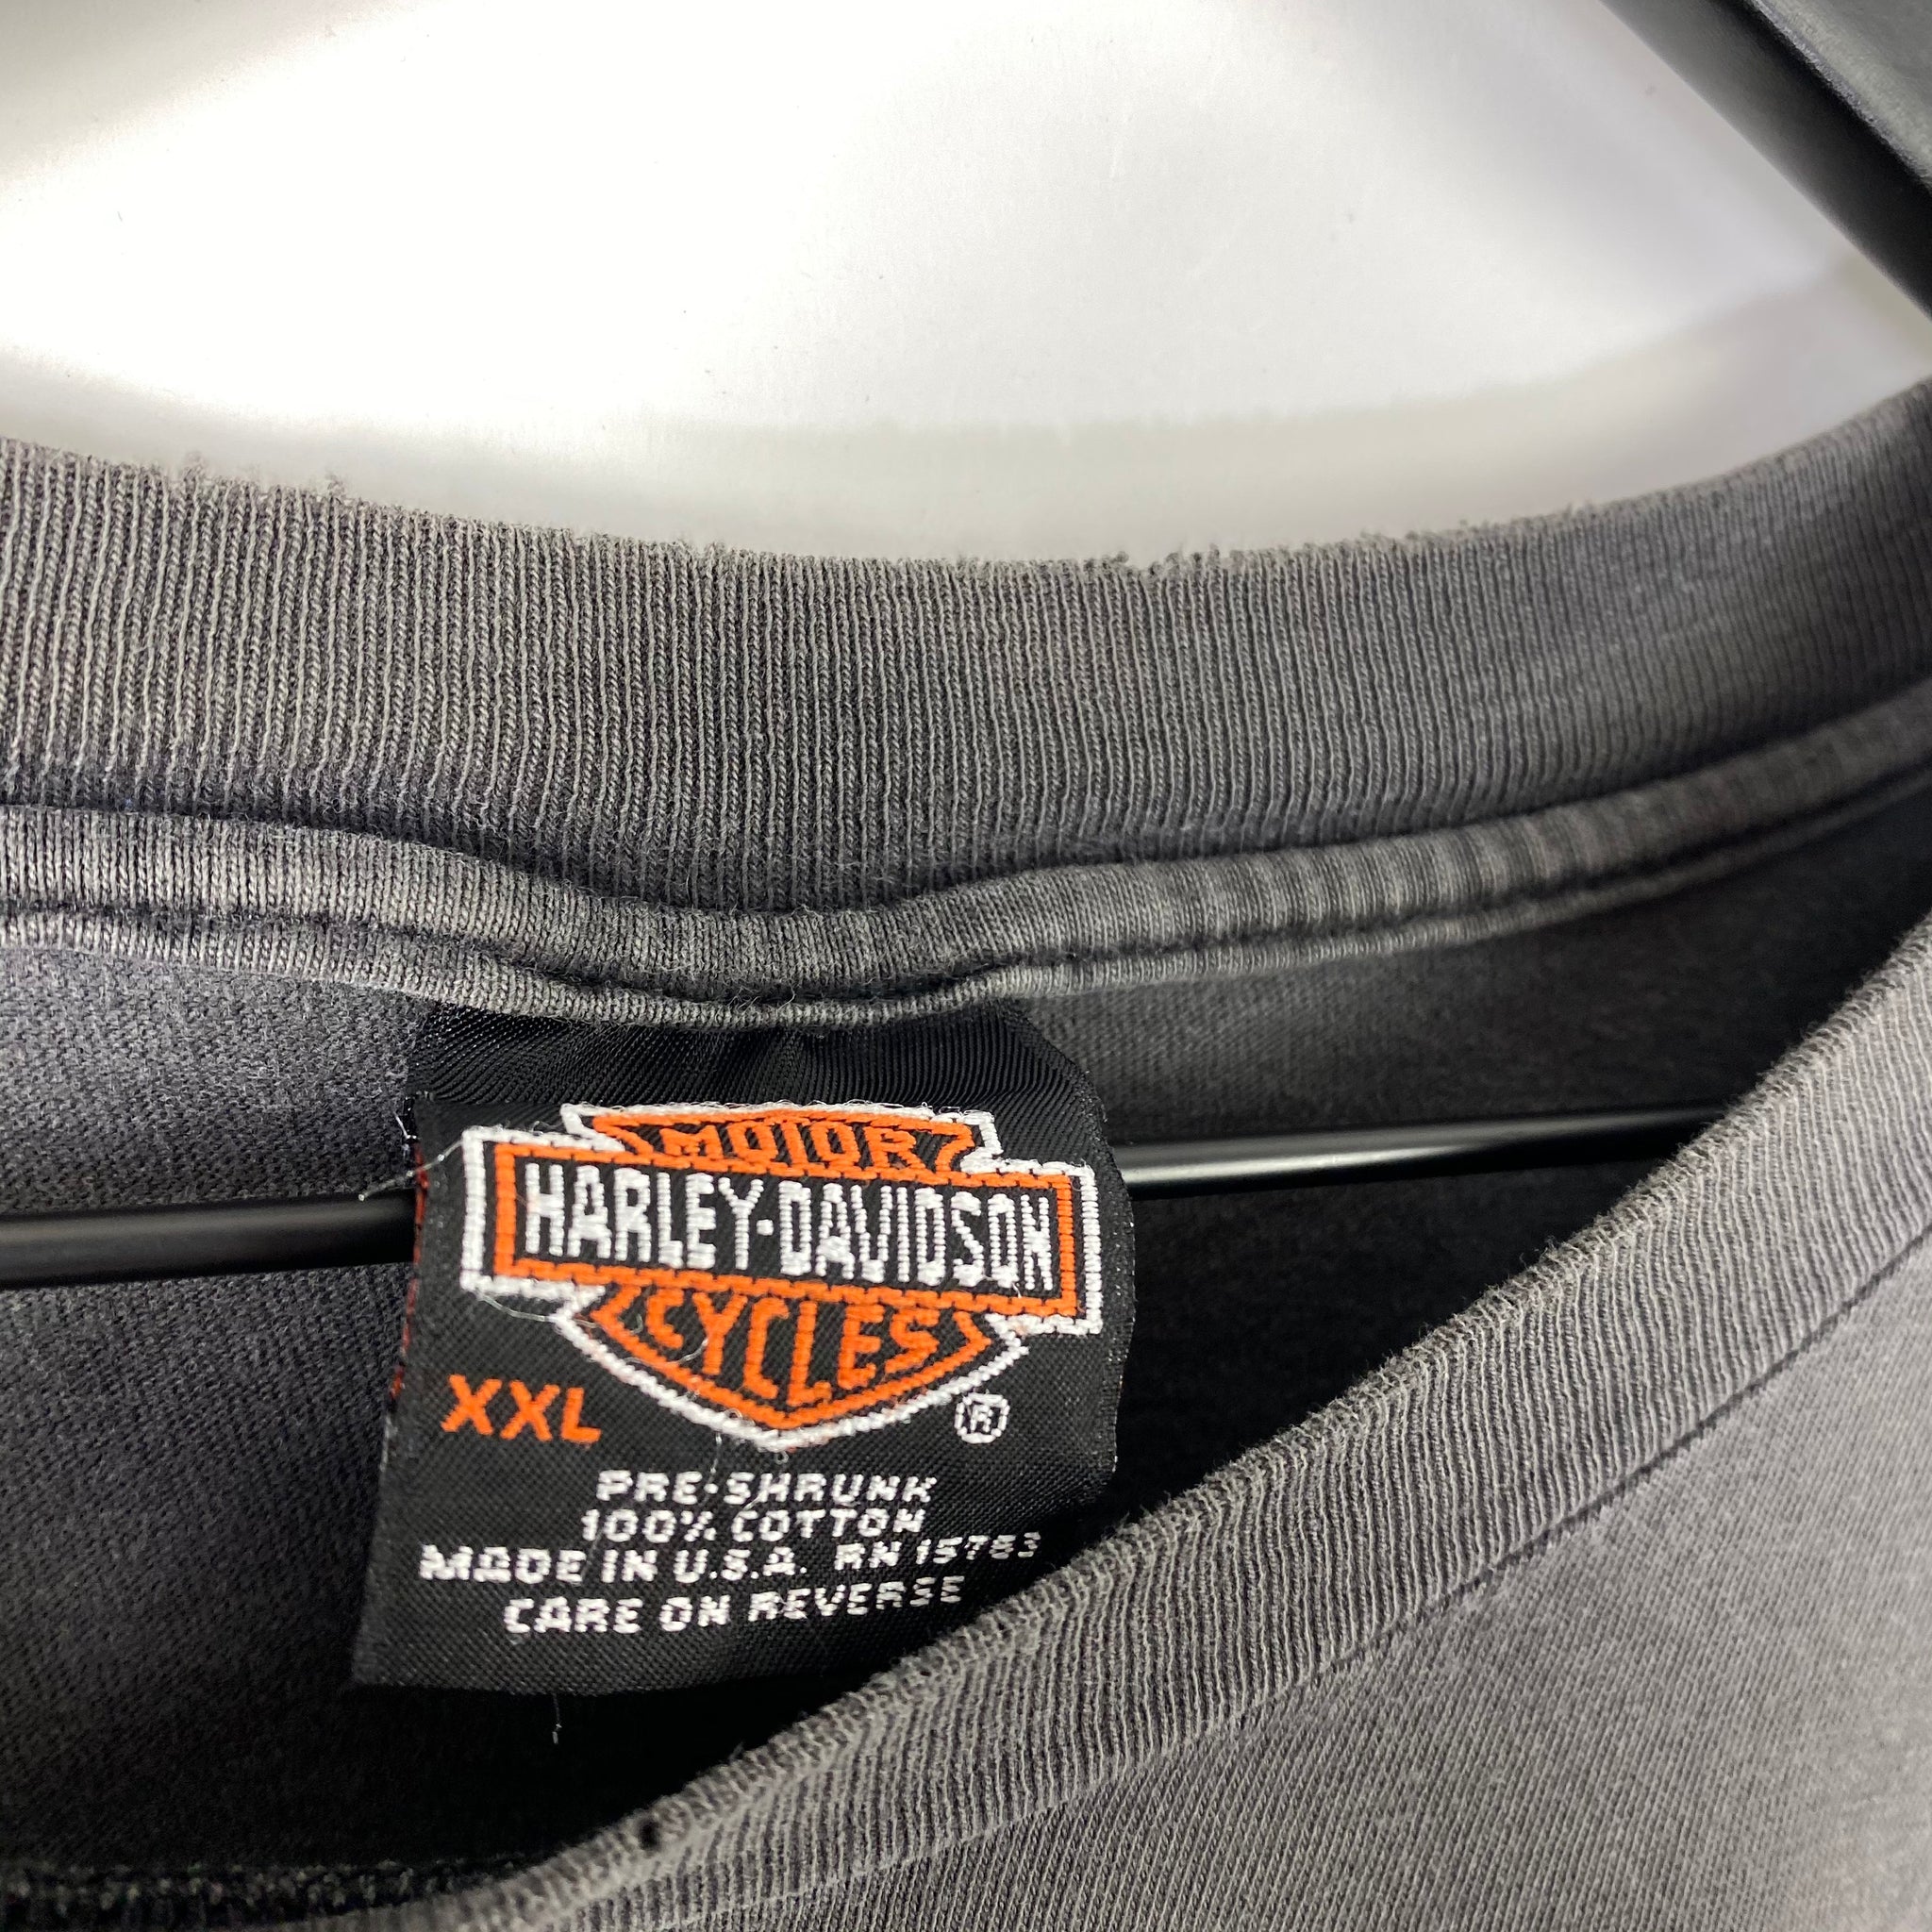 MOTOR
HARLEY-DAVIDSON
CYCLES
XXL
®
PRE-SHRUNK
100% COTTON
MADE IN U.S.A. RN 15763
CARE ON REVERSE